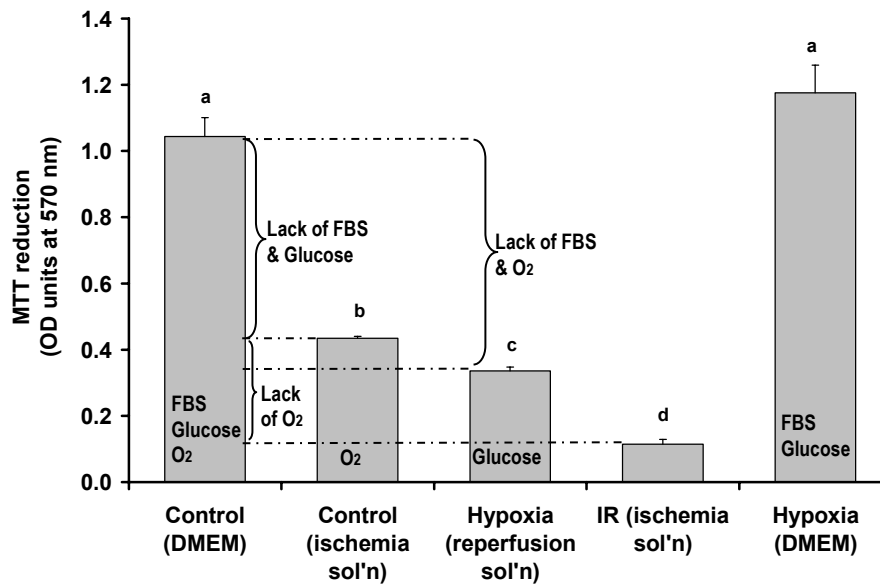 MTT reduction
(OD units at 570 nm)
1.4
1.2
1.0
0.8
0.6
0.4
0.2
0.0
a
b
c
d
a
Lack of FBS
& Glucose
Lack of FBS
& O2
Lack
of O2
FBS
Glucose
O2
O2
Glucose
FBS
Glucose
Control
(DMEM)
Control
(ischemia
sol'n)
Hypoxia
(reperfusion
sol'n)
IR (ischemia
sol'n)
Hypoxia
(DMEM)